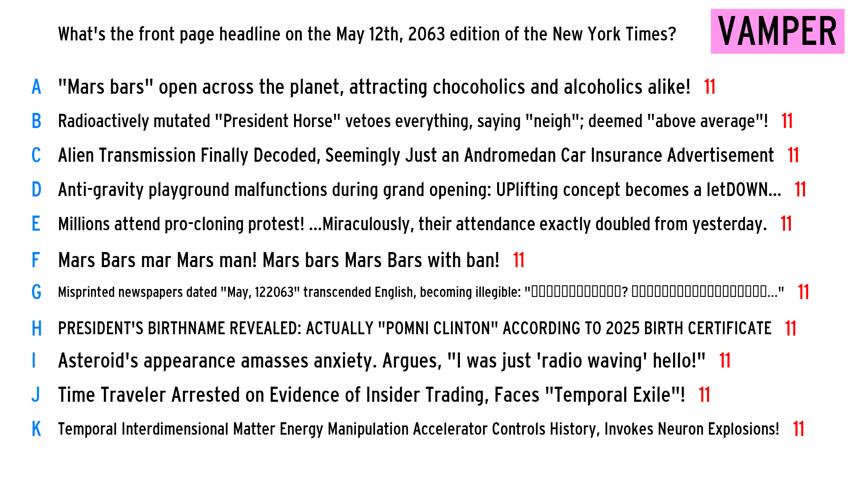 What's the front page headline on the May 12th, 2063 edition of the New York Times?
VAMPER
A "Mars bars" open across the planet, attracting chocoholics and alcoholics alike! 11
B Radioactively mutated "President Horse" vetoes everything, saying "neigh"; deemed "above average"! 11
C Alien Transmission Finally Decoded, Seemingly Just an Andromedan Car Insurance Advertisement 11
D Anti-gravity playground malfunctions during grand opening: UPlifting concept becomes a letDOWN... 11
E Millions attend pro-cloning protest! ...Miraculously, their attendance exactly doubled from yesterday. 11
F Mars Bars mar Mars man! Mars bars Mars Bars with ban! 11
G Misprinted newspapers dated "May, 122063" transcended English, becoming illegible: "▯▯▯▯▯▯▯▯▯▯▯▯? ▯▯▯▯▯▯▯▯▯▯▯▯▯▯▯▯▯▯..." 11
H PRESIDENT'S BIRTHNAME REVEALED: ACTUALLY "POMNI CLINTON" ACCORDING TO 2025 BIRTH CERTIFICATE 11
I Asteroid's appearance amasses anxiety. Argues, "I was just 'radio waving' hello!" 11
J Time Traveler Arrested on Evidence of Insider Trading, Faces "Temporal Exile"! 11
K Temporal Interdimensional Matter Energy Manipulation Accelerator Controls History, Invokes Neuron Explosions! 11